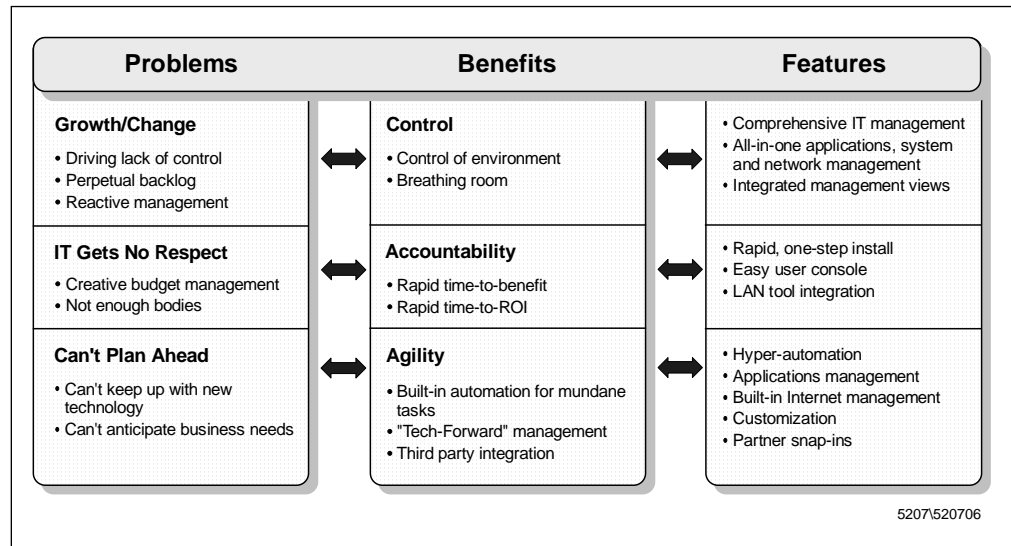 Problems
Benefits
Features
Growth/Change
• Driving lack of control
• Perpetual backlog
• Reactive management
Control
• Control of environment
• Breathing room
• Comprehensive IT management
• All-in-one applications, system
and network management
• Integrated management views
IT Gets No Respect
• Creative budget management
• Not enough bodies
Accountability
• Rapid time-to-benefit
• Rapid time-to-ROI
• Rapid, one-step install
• Easy user console
• LAN tool integration
Can't Plan Ahead
• Can't keep up with new
technology
• Can't anticipate business needs
Agility
• Built-in automation for mundane
tasks
• "Tech-Forward" management
• Third party integration
• Hyper-automation
• Applications management
• Built-in Internet management
• Customization
• Partner snap-ins
5207\520706